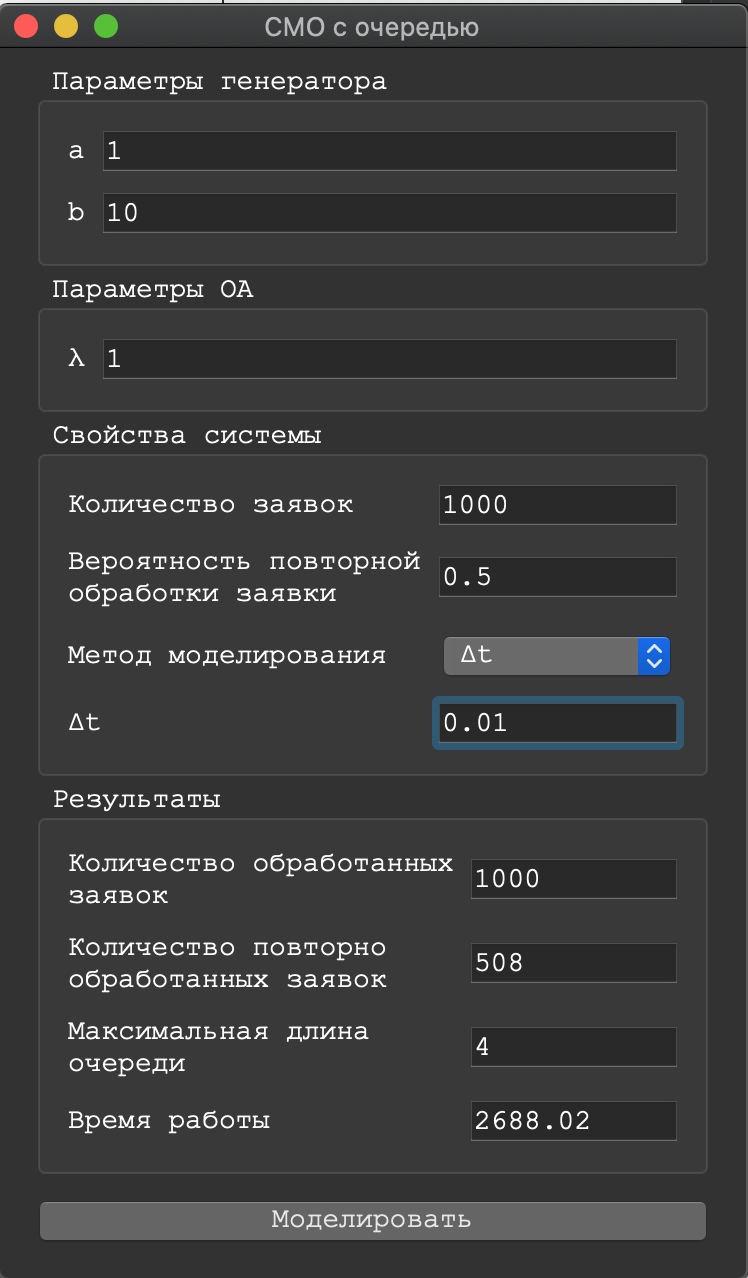 СМО с очередью
Параметры генератора
a 1
b 10
Параметры ОА
λ 1
Свойства системы
Количество заявок 1000
Вероятность повторной
обработки заявки 0.5
Метод моделирования Δt
Δt 0.01
Результаты
Количество обработанных
заявок 1000
Количество повторно
обработанных заявок 508
Максимальная длина
очереди 4
Время работы 2688.02
Моделировать